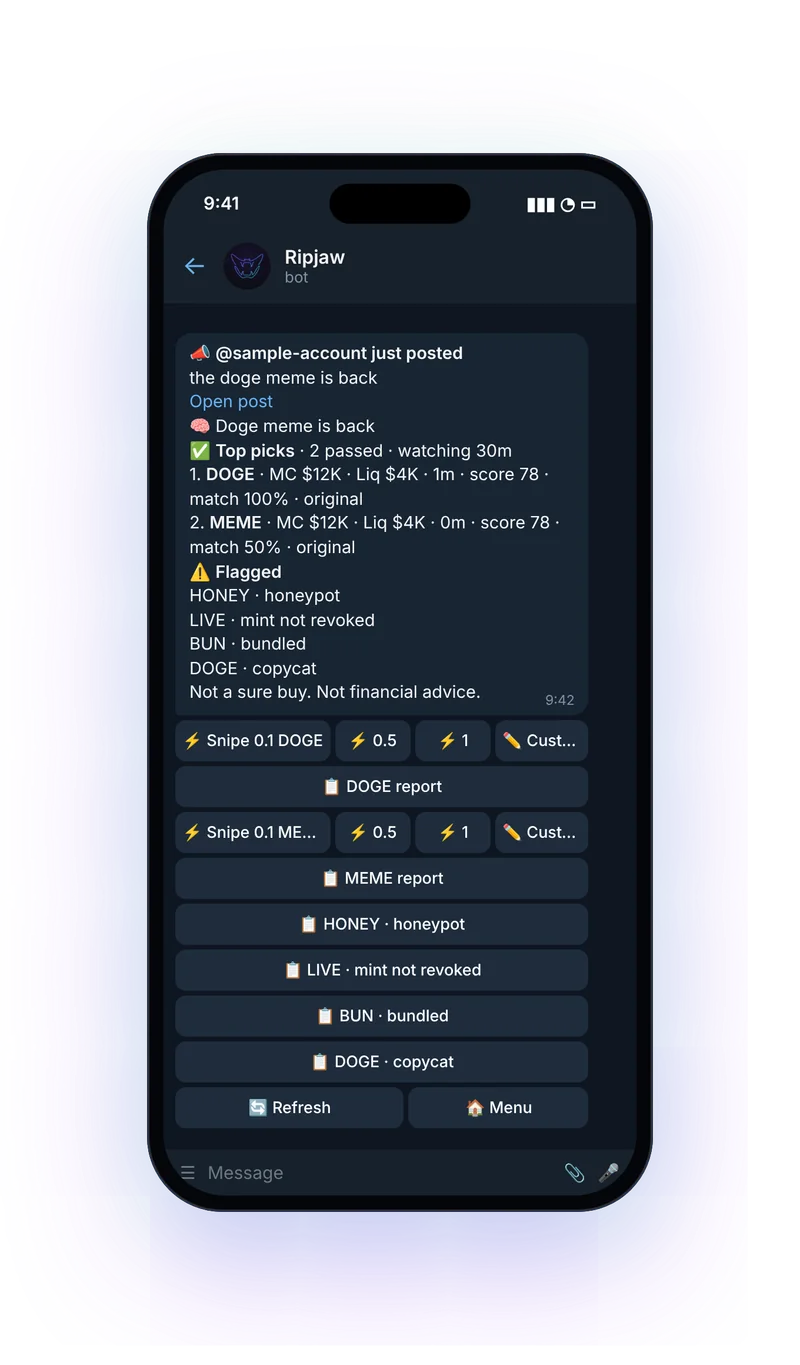 9:41
Ripjaw
bot
📣 @sample-account just posted
the doge meme is back
Open post
🧠 Doge meme is back
✅ Top picks · 2 passed · watching 30m
1. DOGE · MC $12K · Liq $4K · 1m · score 78 ·
match 100% · original
2. MEME · MC $12K · Liq $4K · 0m · score 78 ·
match 50% · original
⚠️ Flagged
HONEY · honeypot
LIVE · mint not revoked
BUN · bundled
DOGE · copycat
Not a sure buy. Not financial advice.
9:42
⚡ Snipe 0.1 DOGE ⚡ 0.5 ⚡ 1 ✏️ Cust...
📋 DOGE report
⚡ Snipe 0.1 ME... ⚡ 0.5 ⚡ 1 ✏️ Cust...
📋 MEME report
📋 HONEY · honeypot
📋 LIVE · mint not revoked
📋 BUN · bundled
📋 DOGE · copycat
🔄 Refresh 🏠 Menu
Message